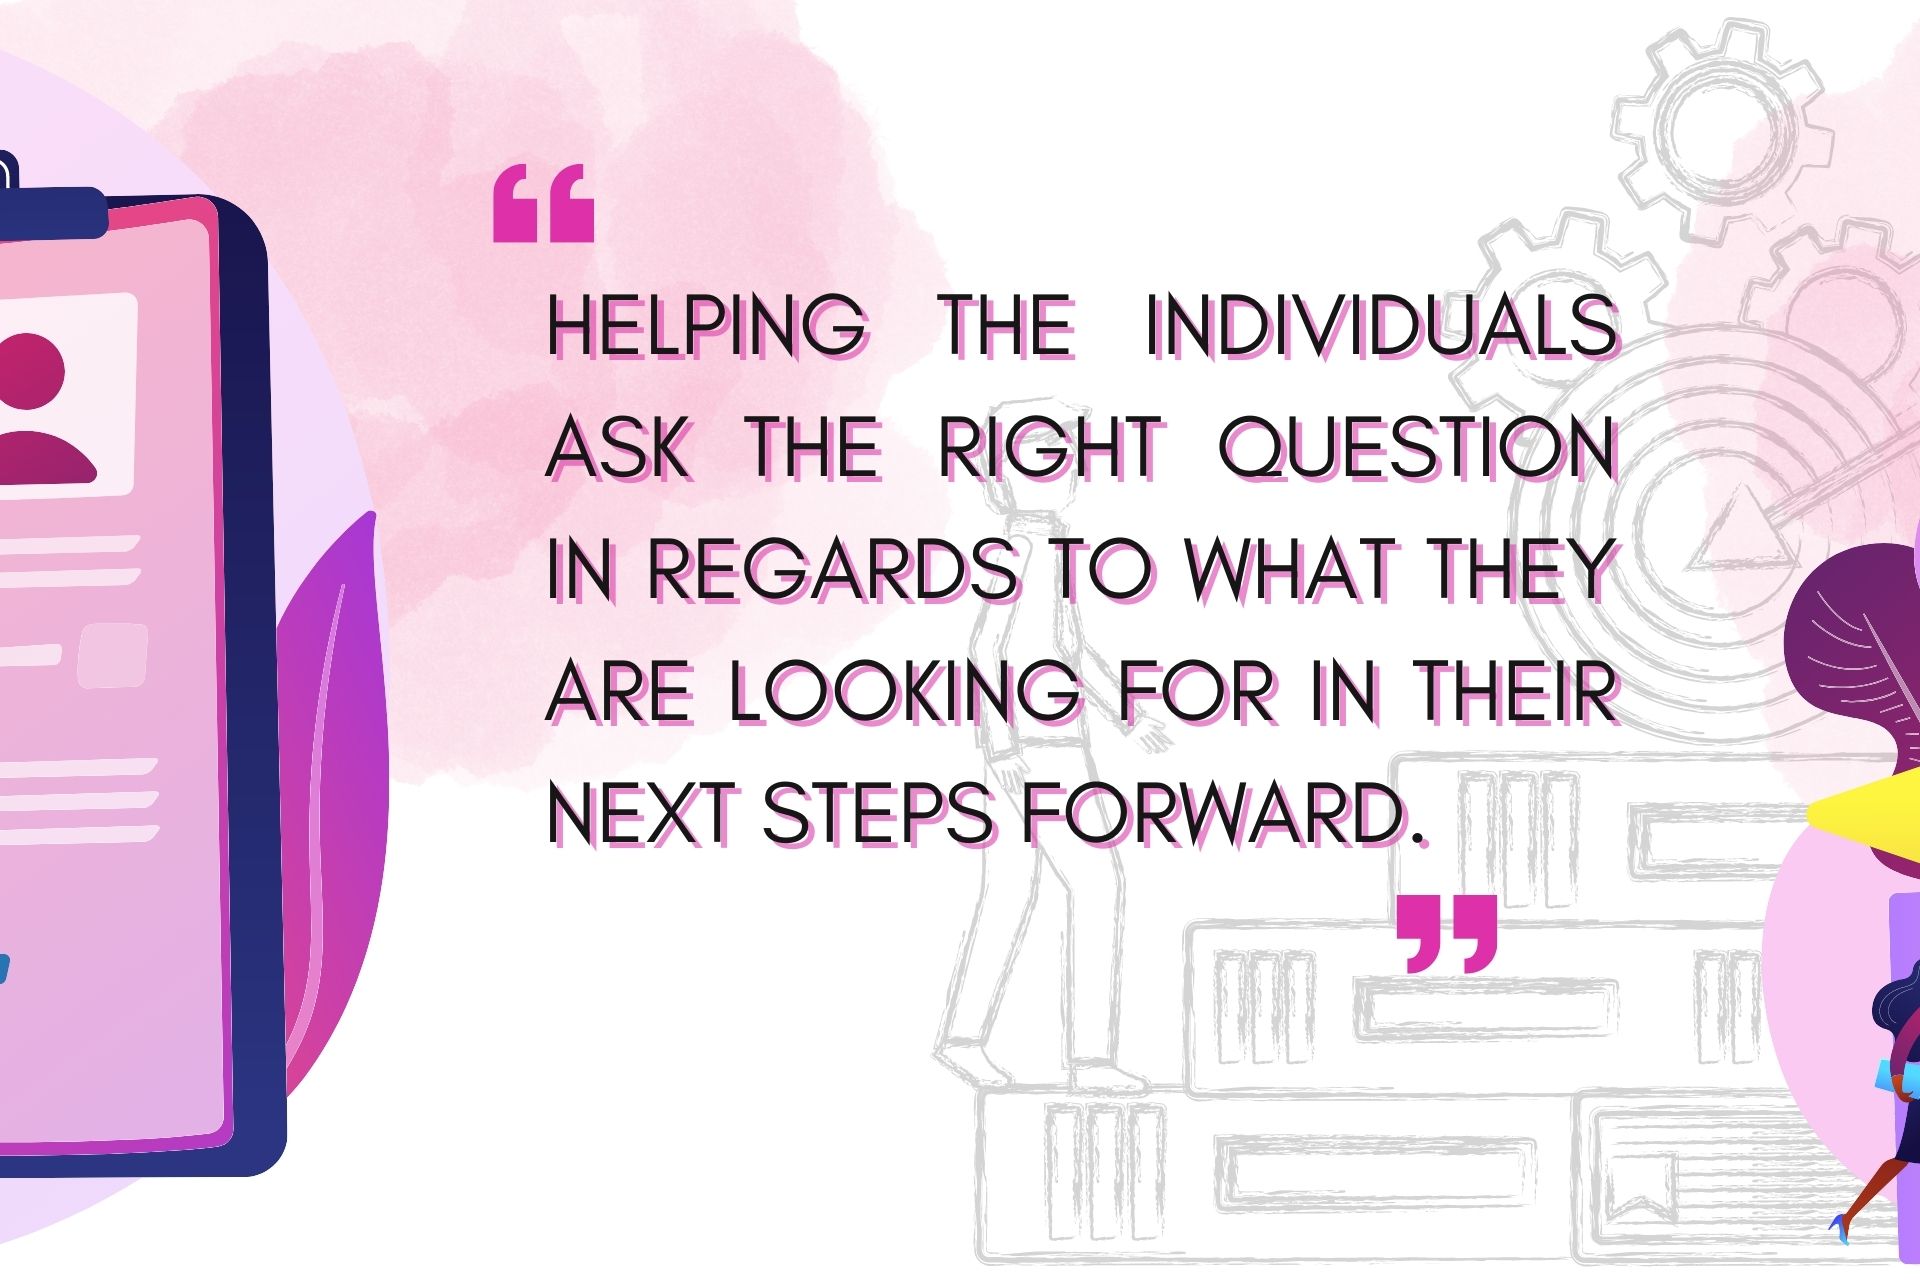 “
HELPING THE INDIVIDUALS
ASK THE RIGHT QUESTION
IN REGARDS TO WHAT THEY
ARE LOOKING FOR IN THEIR
NEXT STEPS FORWARD.
”